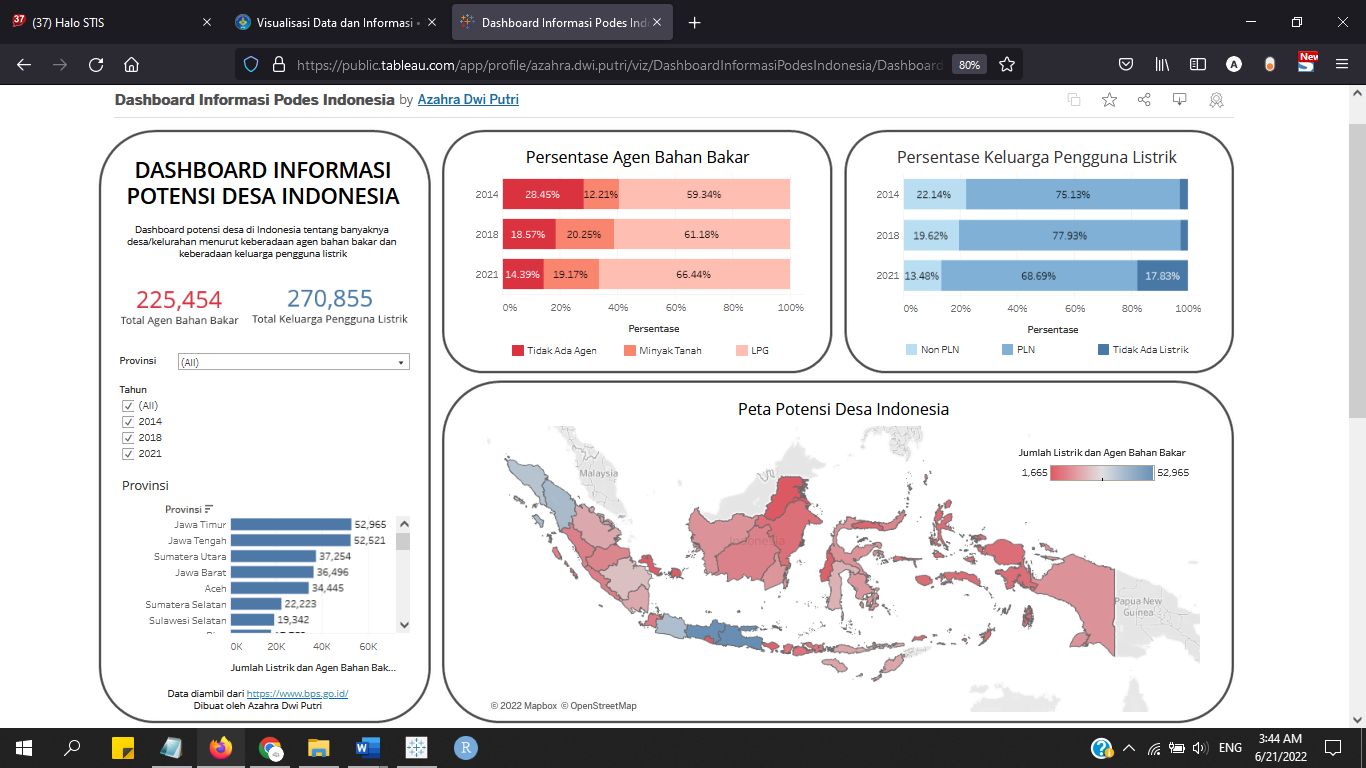 (37) Halo STIS
Visualisasi Data dan Informasi
Dashboard Informasi Podes Ind
https://public.tableau.com/app/profile/azahra.dwi.putri/viz/DashboardInformasiPodesIndonesia/Dashboard
80%
New
Dashboard Informasi Podes Indonesia by Azahra Dwi Putri
DASHBOARD INFORMASI
POTENSI DESA INDONESIA
Dashboard potensi desa di Indonesia tentang banyaknya
desa/kelurahan menurut keberadaan agen bahan bakar dan
keberadaan keluarga pengguna listrik
225,454
Total Agen Bahan Bakar
270,855
Total Keluarga Pengguna Listrik
Provinsi
(All)
Tahun
(All)
2014
2018
2021
Provinsi
Provinsi
Jawa Timur 52,965
Jawa Tengah 52,521
Sumatera Utara 37,254
Jawa Barat 36,496
Aceh 34,445
Sumatera Selatan 22,223
Sulawesi Selatan 19,342
0K 20K 40K 60K
Jumlah Listrik dan Agen Bahan Bak...
Data diambil dari https://www.bps.go.id/
Dibuat oleh Azahra Dwi Putri
Persentase Agen Bahan Bakar
2014 28.45% 12.21% 59.34%
2018 18.57% 20.25% 61.18%
2021 14.39% 19.17% 66.44%
0% 20% 40% 60% 80% 100%
Persentase
Tidak Ada Agen Minyak Tanah LPG
Persentase Keluarga Pengguna Listrik
2014 22.14% 75.13%
2018 19.62% 77.93%
2021 13.48% 68.69% 17.83%
0% 20% 40% 60% 80% 100%
Persentase
Non PLN PLN Tidak Ada Listrik
Peta Potensi Desa Indonesia
Jumlah Listrik dan Agen Bahan Bakar
1,665 52,965
Malaysia
Indonesia
Papua New
Guinea
© 2022 Mapbox © OpenStreetMap
ENG
3:44 AM
6/21/2022